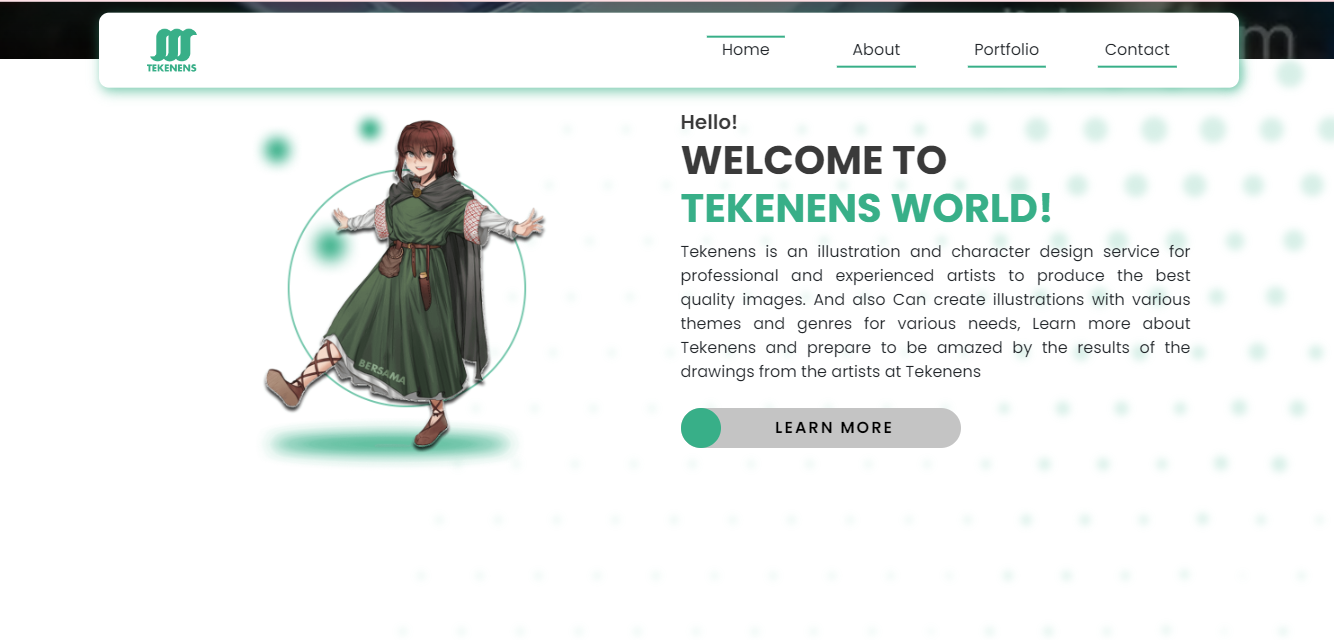 TEKENENS
Home About Portfolio Contact
Hello!
WELCOME TO
TEKENENS WORLD!
Tekenens is an illustration and character design service for
professional and experienced artists to produce the best
quality images. And also Can create illustrations with various
themes and genres for various needs, Learn more about
Tekenens and prepare to be amazed by the results of the
drawings from the artists at Tekenens
BERSAMA
LEARN MORE